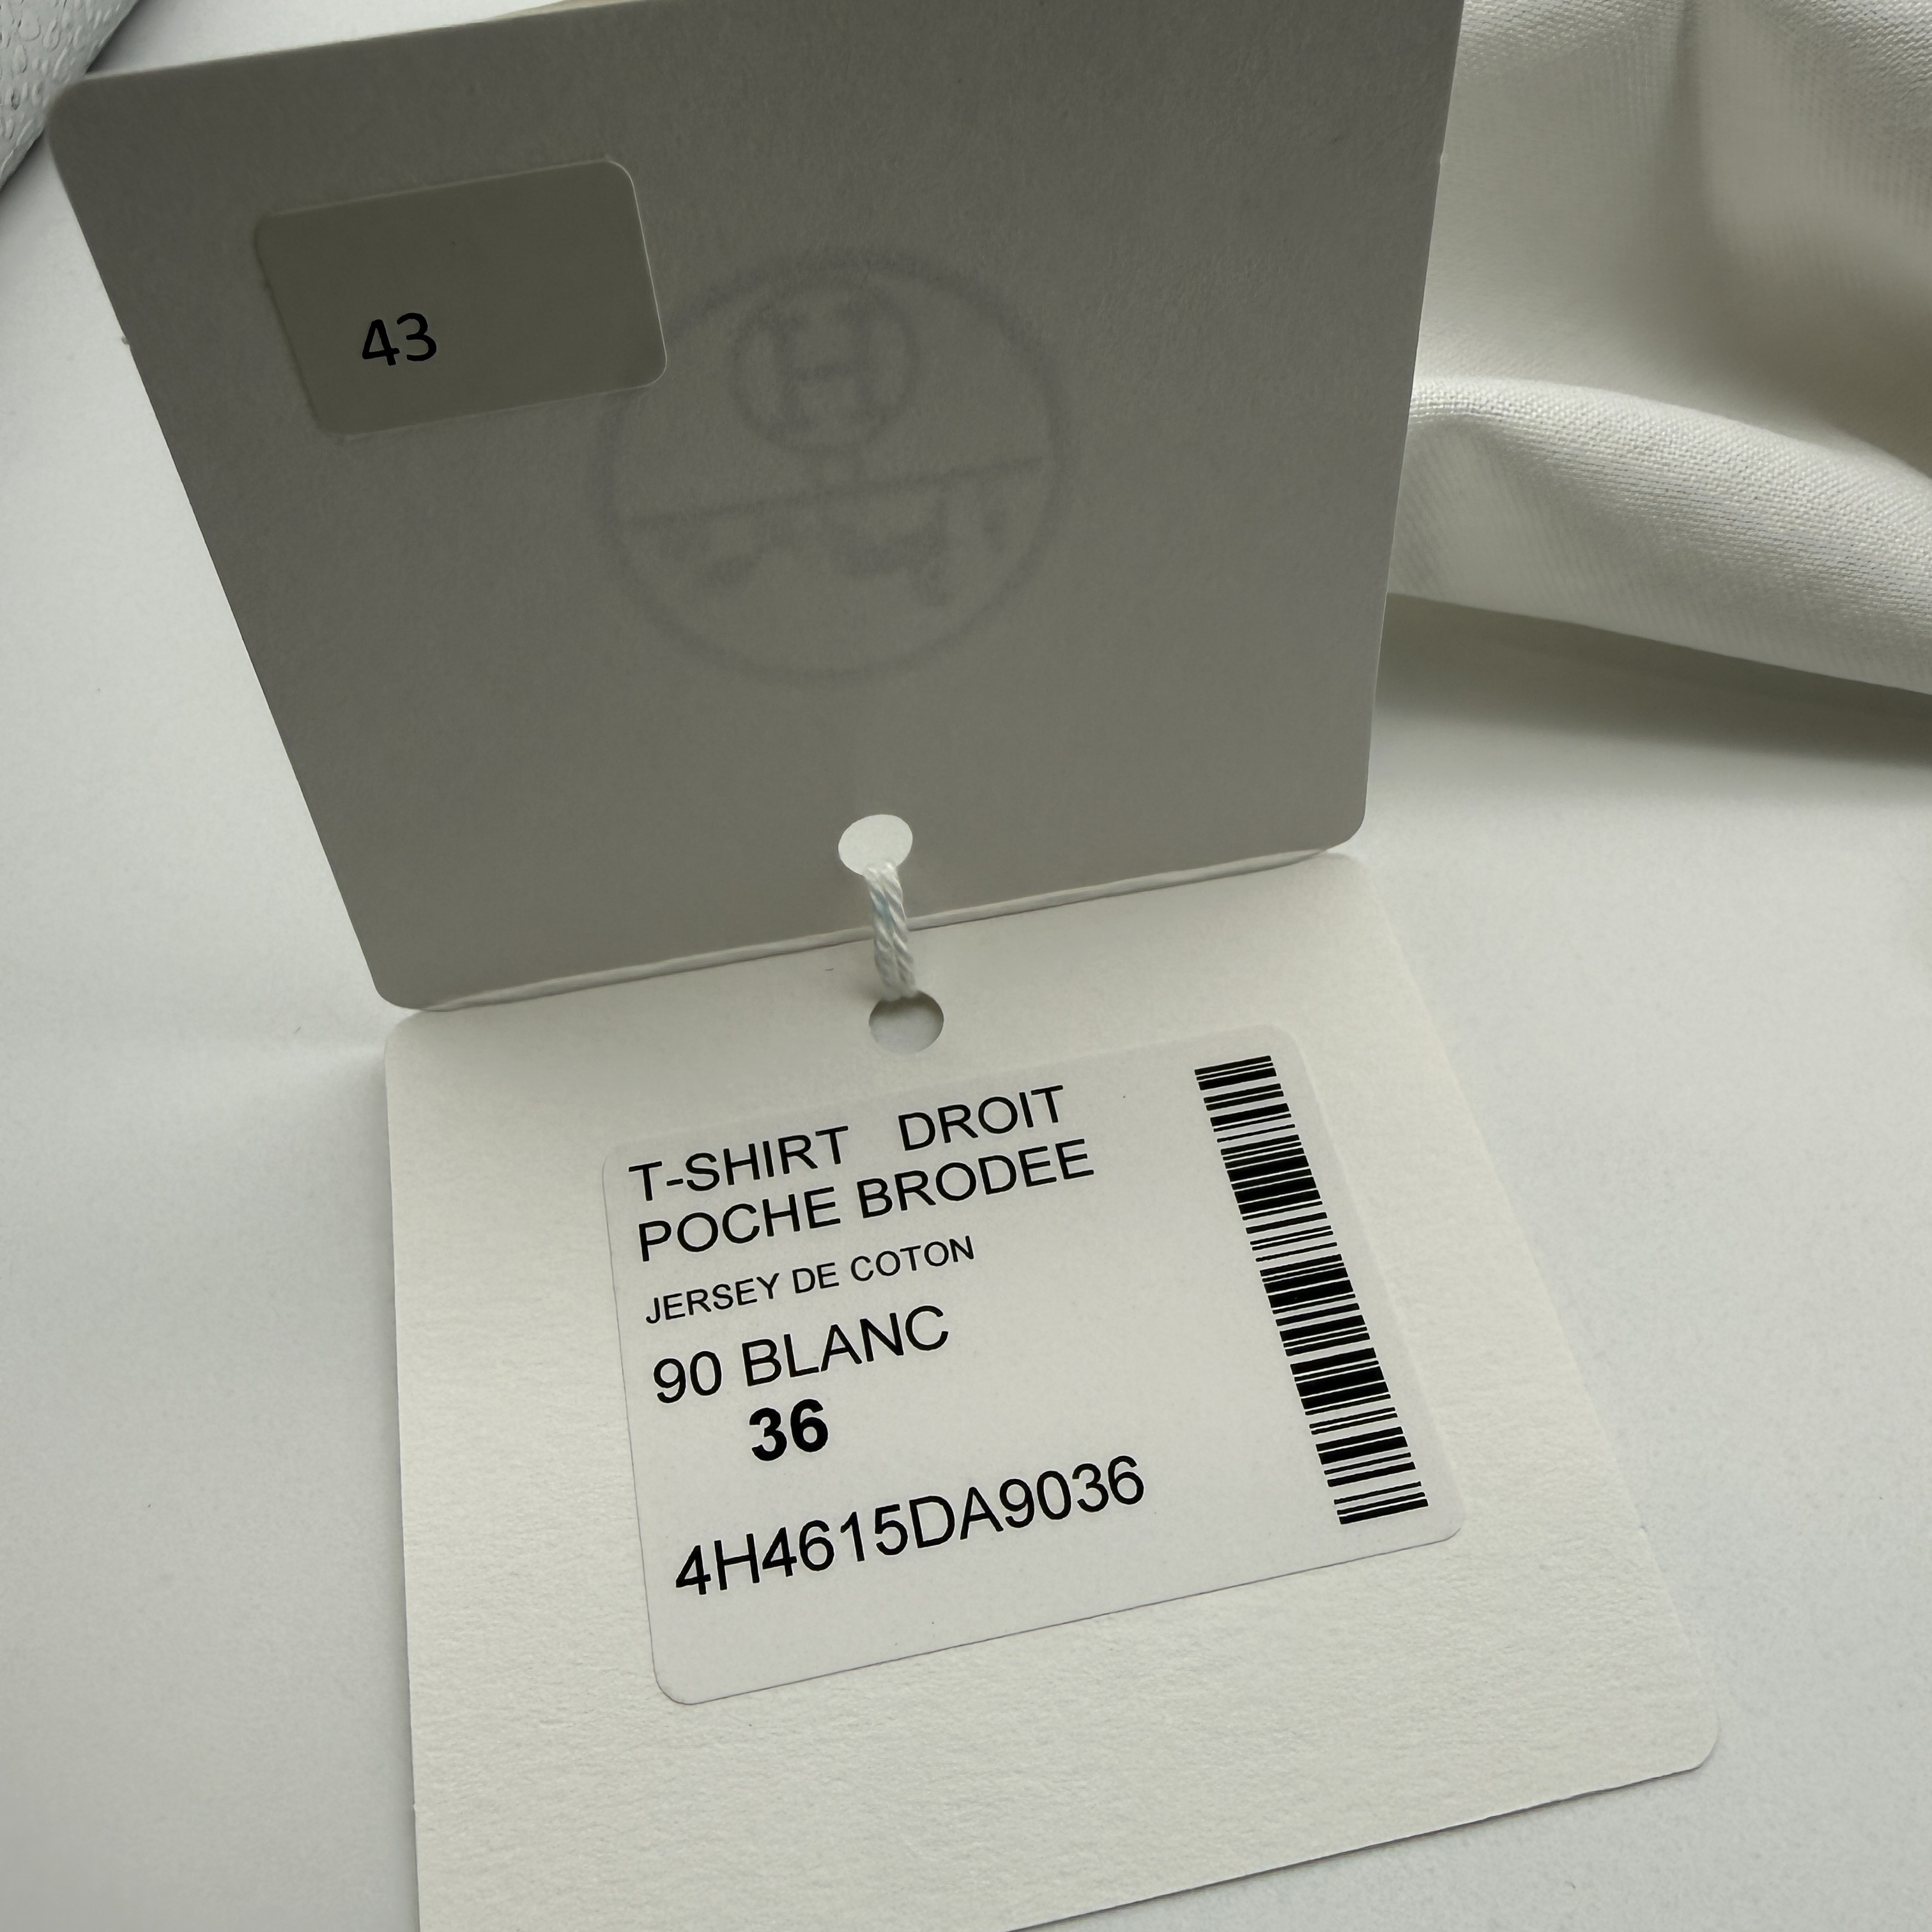 43
H
T-SHIRT DROIT
POCHE BRODEE
JERSEY DE COTON
90 BLANC
36
4H4615DA9036